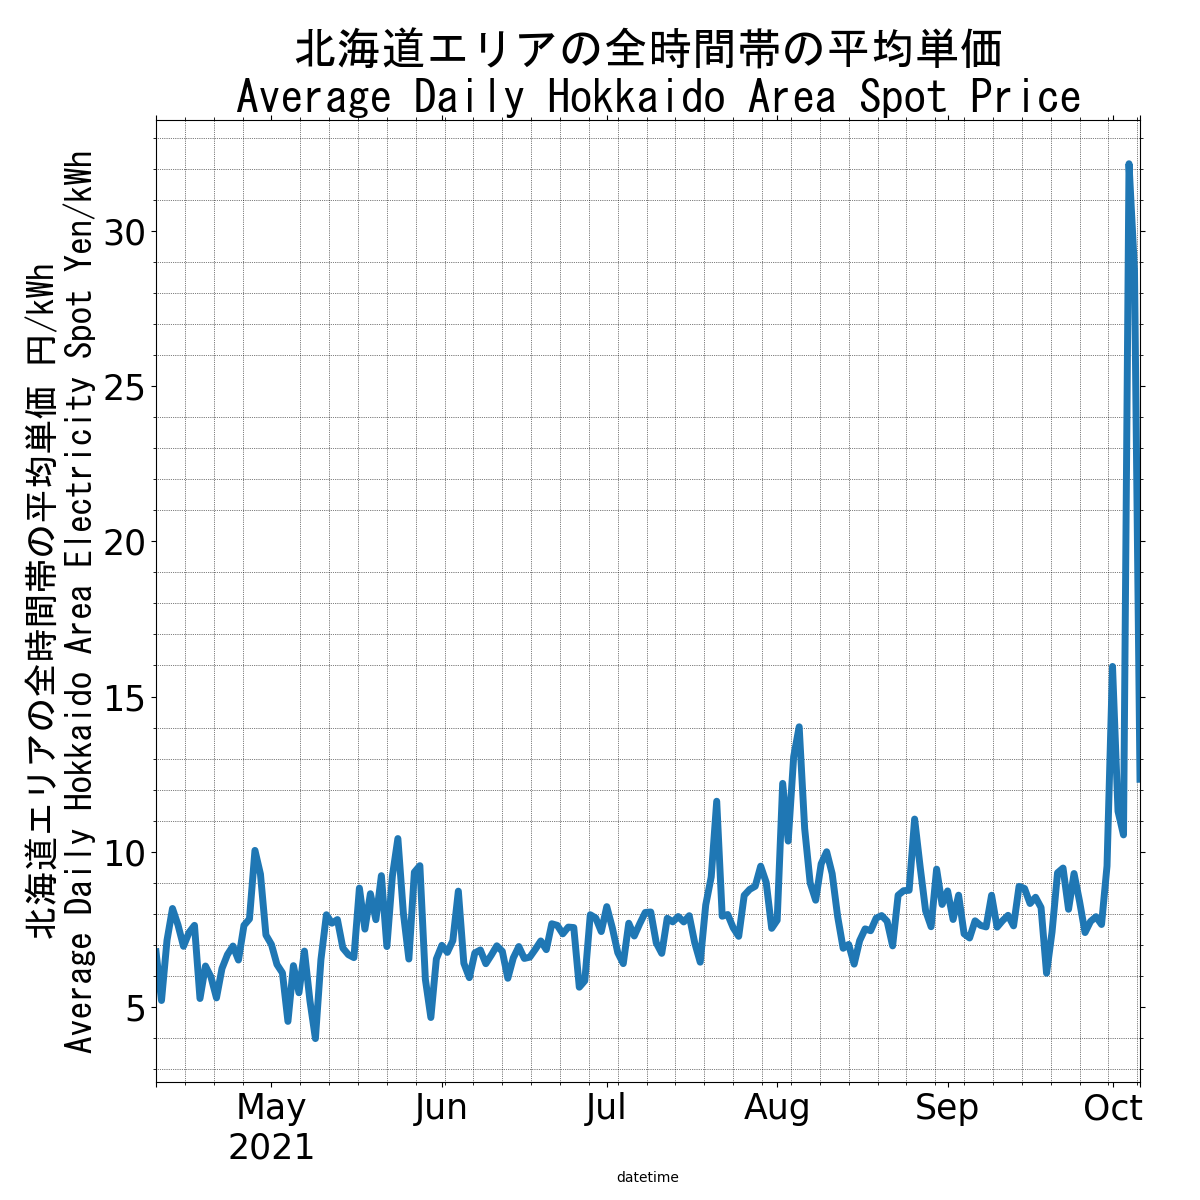 北海道エリアの全時間帯の平均単価
Average Daily Hokkaido Area Spot Price
北海道エリアの全時間帯の平均単価 円/kWh
Average Daily Hokkaido Area Electricity Spot Yen/kWh
30
25
20
15
10
5
May
2021
Jun
Jul
Aug
Sep
Oct
datetime